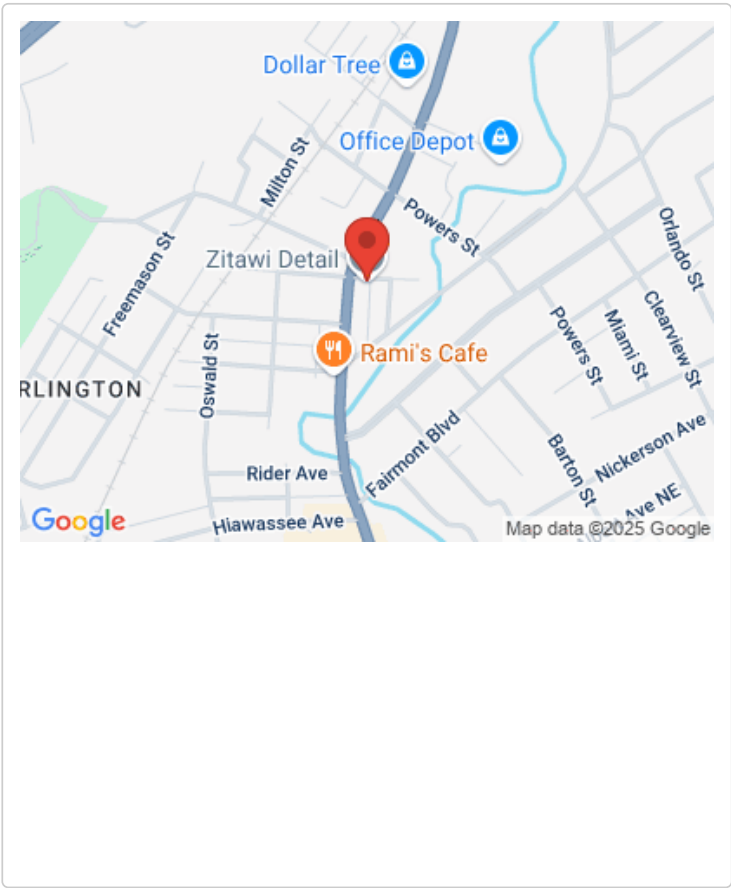 Dollar Tree
Office Depot
Milton St
Powers St
Orlando St
Zitawi Detail
Freemason St
Clearview St
Powers St
Miami St
Oswald St
Rami's Cafe
RLINGTON
Fairmont Blvd
Barton St
Nickerson Ave
Rider Ave
Hiawassee Ave
Ave NE
Google
Map data ©2025 Google